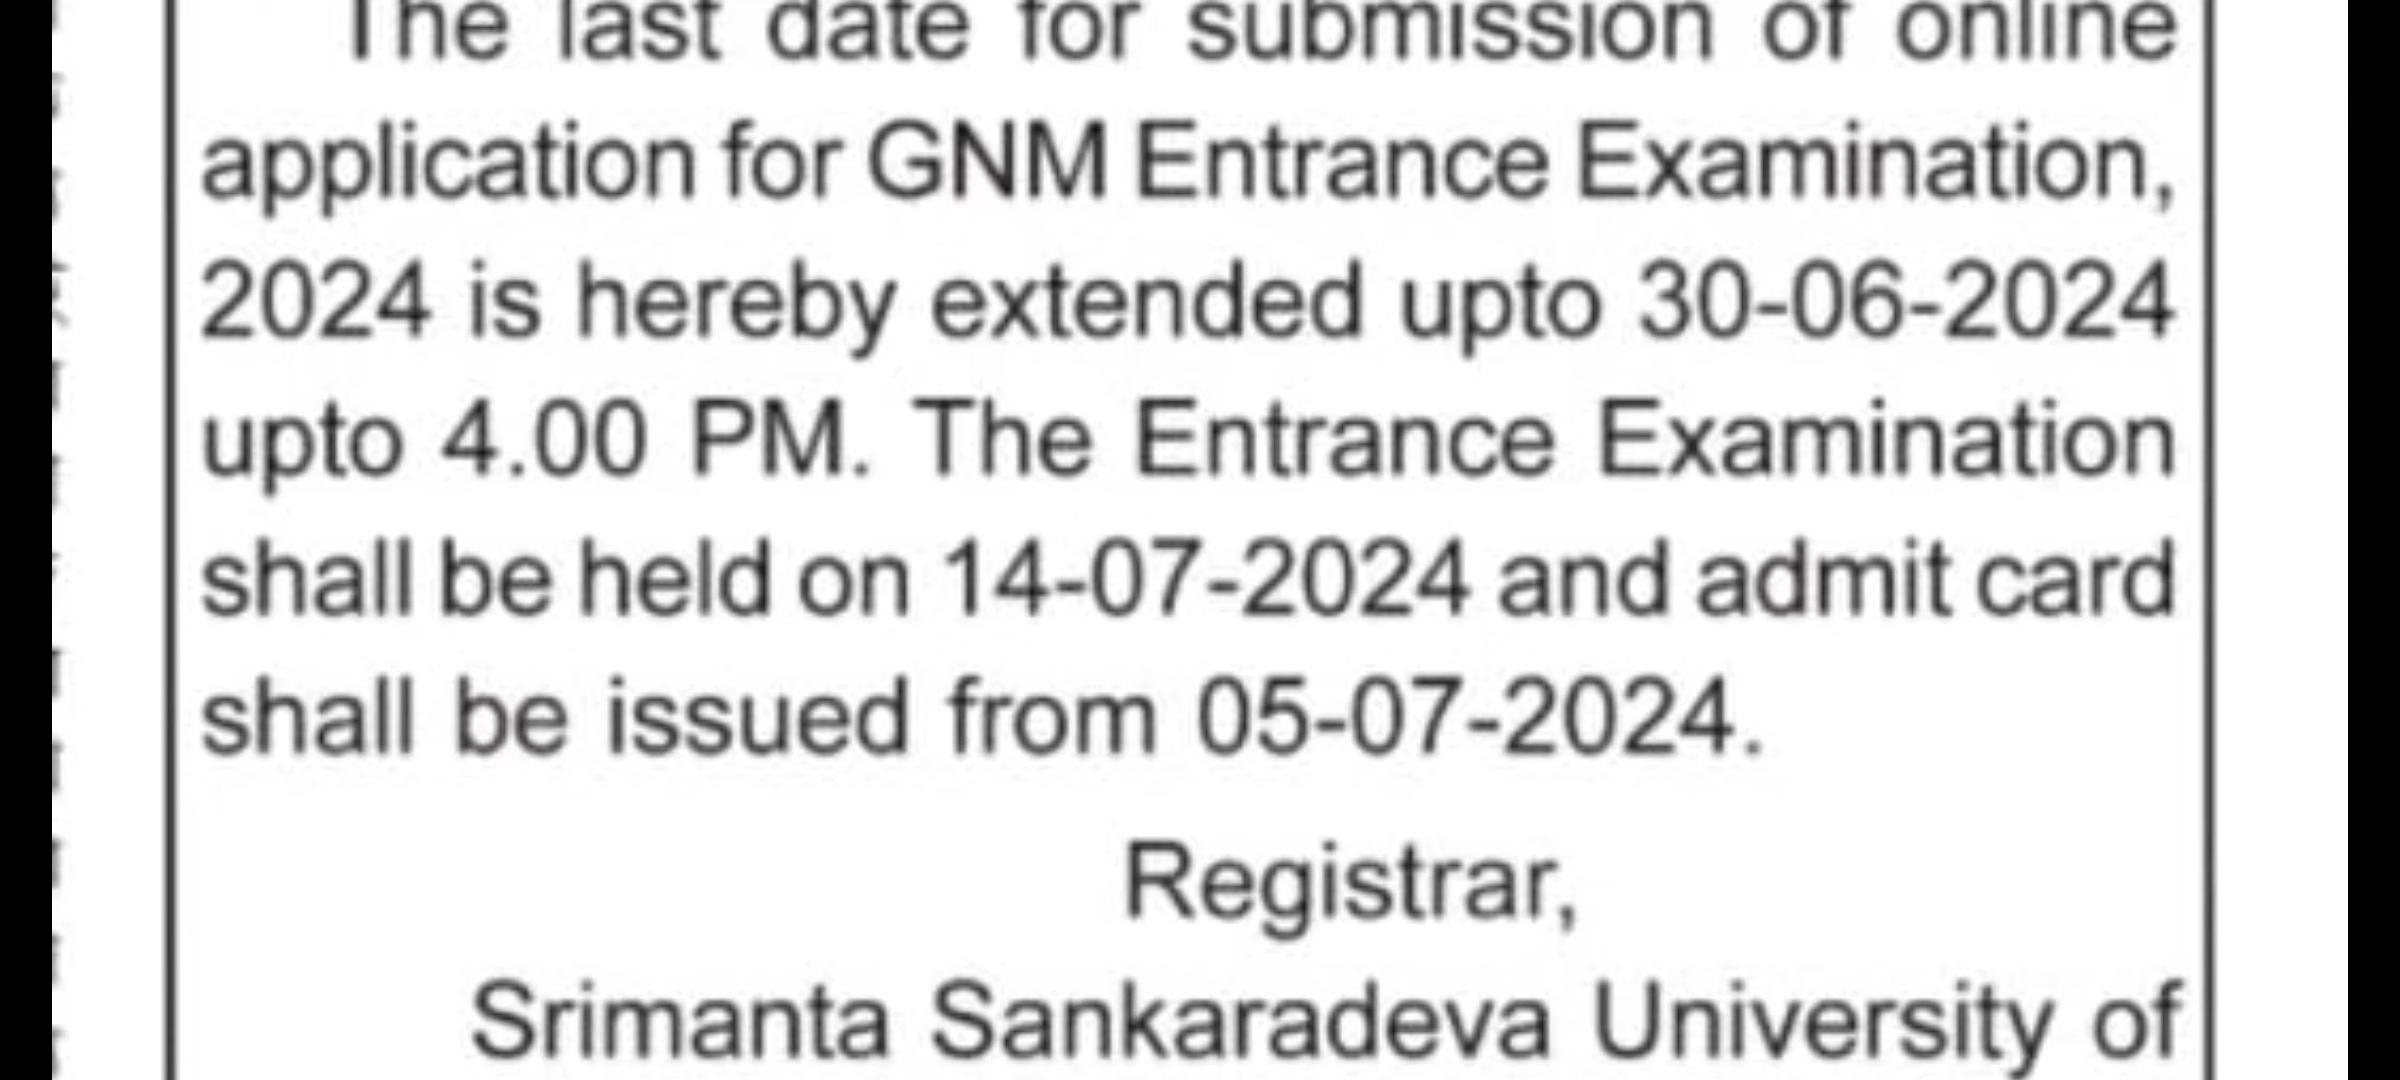 The last date for submission of online
application for GNM Entrance Examination,
2024 is hereby extended upto 30-06-2024
upto 4.00 PM. The Entrance Examination
shall be held on 14-07-2024 and admit card
shall be issued from 05-07-2024.
Registrar,
Srimanta Sankaradeva University of